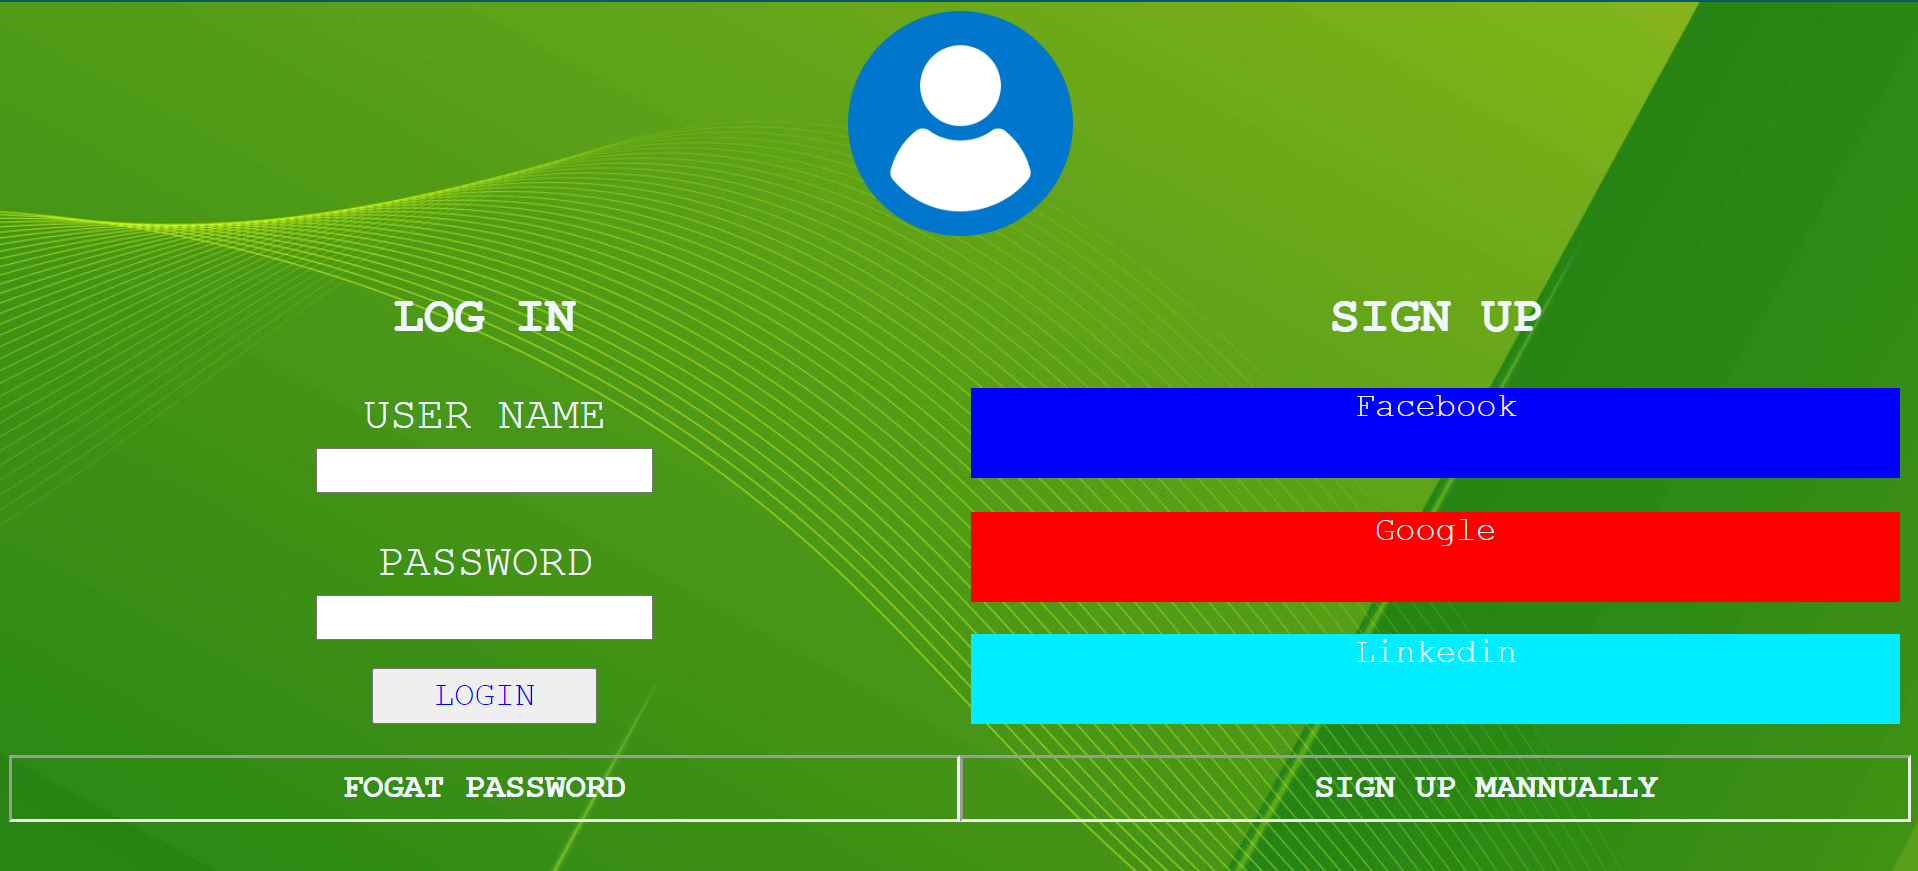 LOG IN
USER NAME
PASSWORD
LOGIN
SIGN UP
Facebook
Google
Linkedin
FOGAT PASSWORD
SIGN UP MANNUALLY